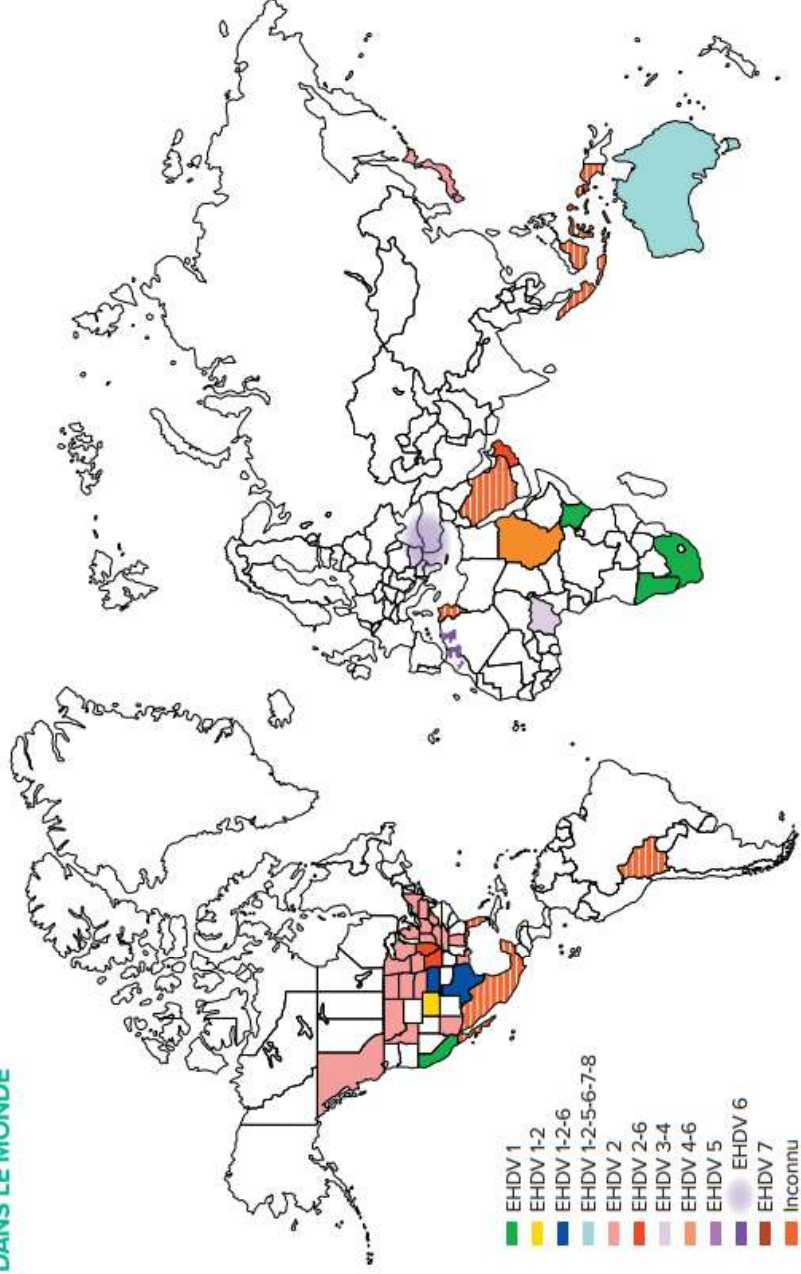 DANS LE MONDE
EHDV 1
EHDV 1-2
EHDV 1-2-6
EHDV 1-2-5-6-7-8
EHDV 2
EHDV 2-6
EHDV 3-4
EHDV 4-6
EHDV 5
EHDV 6
EHDV 7
Inconnu